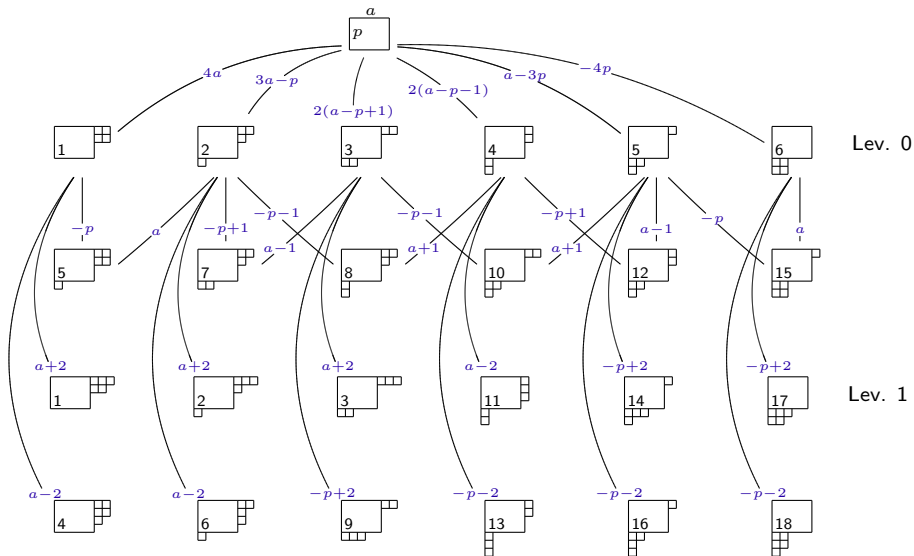 a
p
4a
3a−p
2(a−p+1)
2(a−p−1)
a−3p
−4p
1 2 3 4 5 6 Lev. 0
−p a −p+1 −p−1 a−1 −p−1 a+1 −p+1 a+1 a−1 −p a
5 7 8 10 12 15
a+2 a+2 a+2 a−2 −p+2 −p+2
1 2 3 11 14 17 Lev. 1
a−2 a−2 −p+2 −p−2 −p−2 −p−2
4 6 9 13 16 18